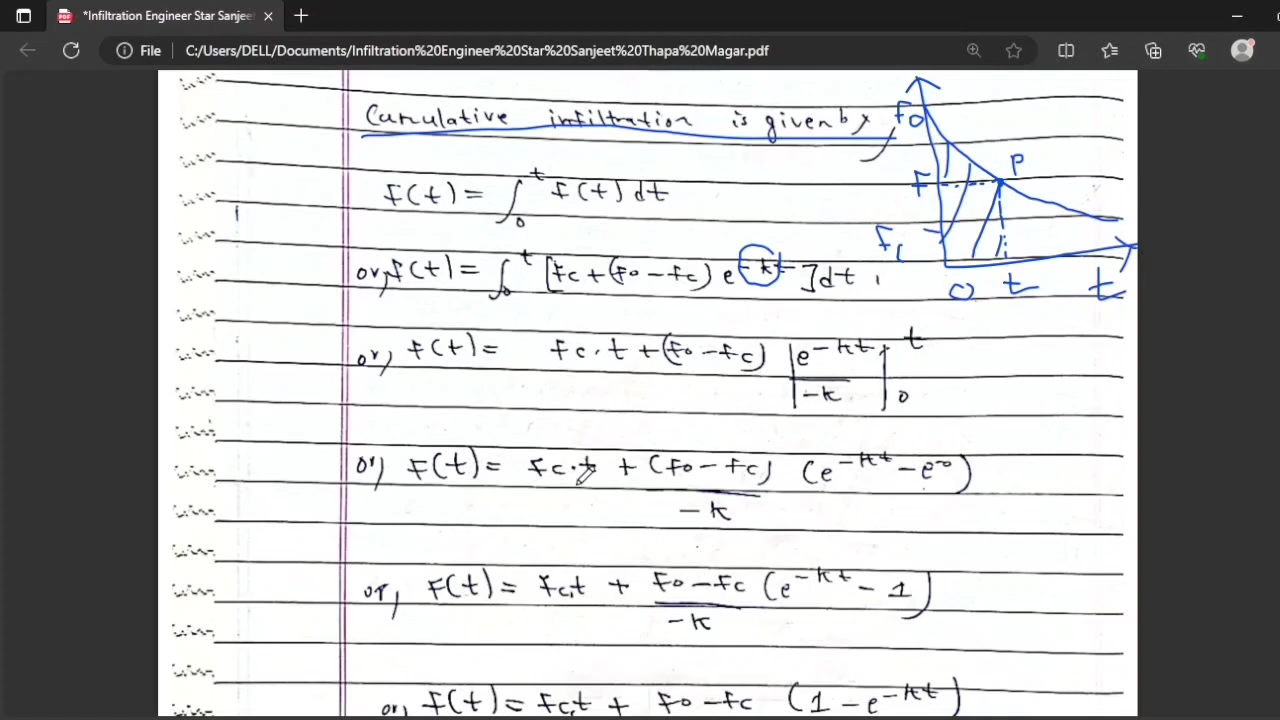 *Infiltration Engineer Star Sanjee
File
C:/Users/DELL/Documents/Infiltration%20Engineer%20Star%20Sanjeet%20Thapa%20Magar.pdf
Cumulative infiltration is given by
F(t) = ∫₀ᵗ f(t) dt
or, F(t) = ∫₀ᵗ [fc + (fo - fc) e^-kt ] dt
or, F(t) = fc.t + (fo - fc) |e^-kt / -k|₀ᵗ
or, F(t) = fc.t + (fo - fc) / -k (e^-kt - e^-0)
or, F(t) = fc.t + fo - fc / -k (e^-kt - 1)
or, F(t) = fc.t + fo - fc (1 - e^-kt)
fo
P
F
fc
0 t t